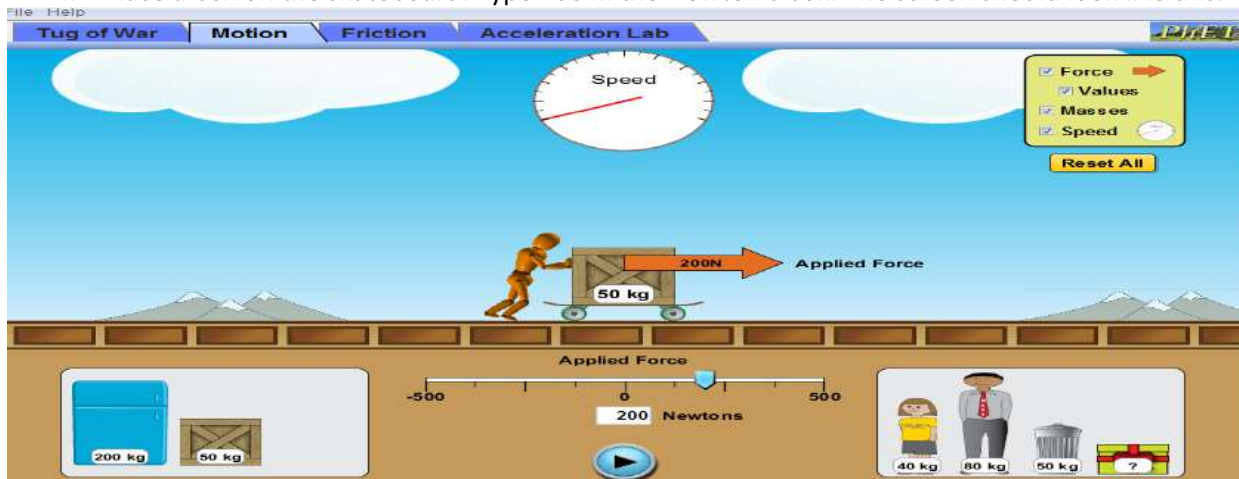 File Help
Tug of War Motion Friction Acceleration Lab PhET
Speed
Force
Values
Masses
Speed
Reset All
200N Applied Force
50 kg
Applied Force
-500 0 500
200 Newtons
200 kg 50 kg
40 kg 80 kg 50 kg ?